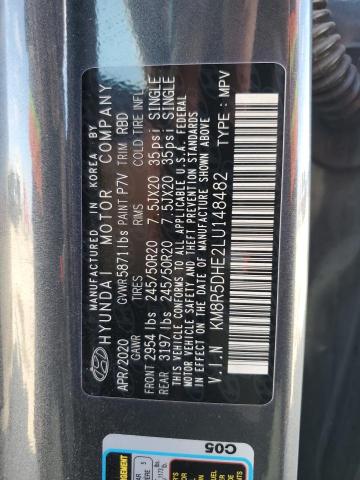 MANUFACTURED IN KOREA BY
HYUNDAI MOTOR COMPANY
APR/2020 GVWR 5871 lbs PAINT P7V TRIM RBD
GAWR TIRES RIMS COLD TIRE INFL
FRONT 2954 lbs 245/50R20 7.5JX20 35psi SINGLE
REAR 3197 lbs 245/50R20 7.5JX20 35psi SINGLE
THIS VEHICLE CONFORMS TO ALL APPLICABLE U.S.A. FEDERAL
MOTOR VEHICLE SAFETY, BUMPER, AND THEFT PREVENTION STANDARDS
IN EFFECT ON THE DATE OF MANUFACTURE SHOWN ABOVE.
V.I.N KM8R5DHE2LU148482 TYPE: MPV
C05